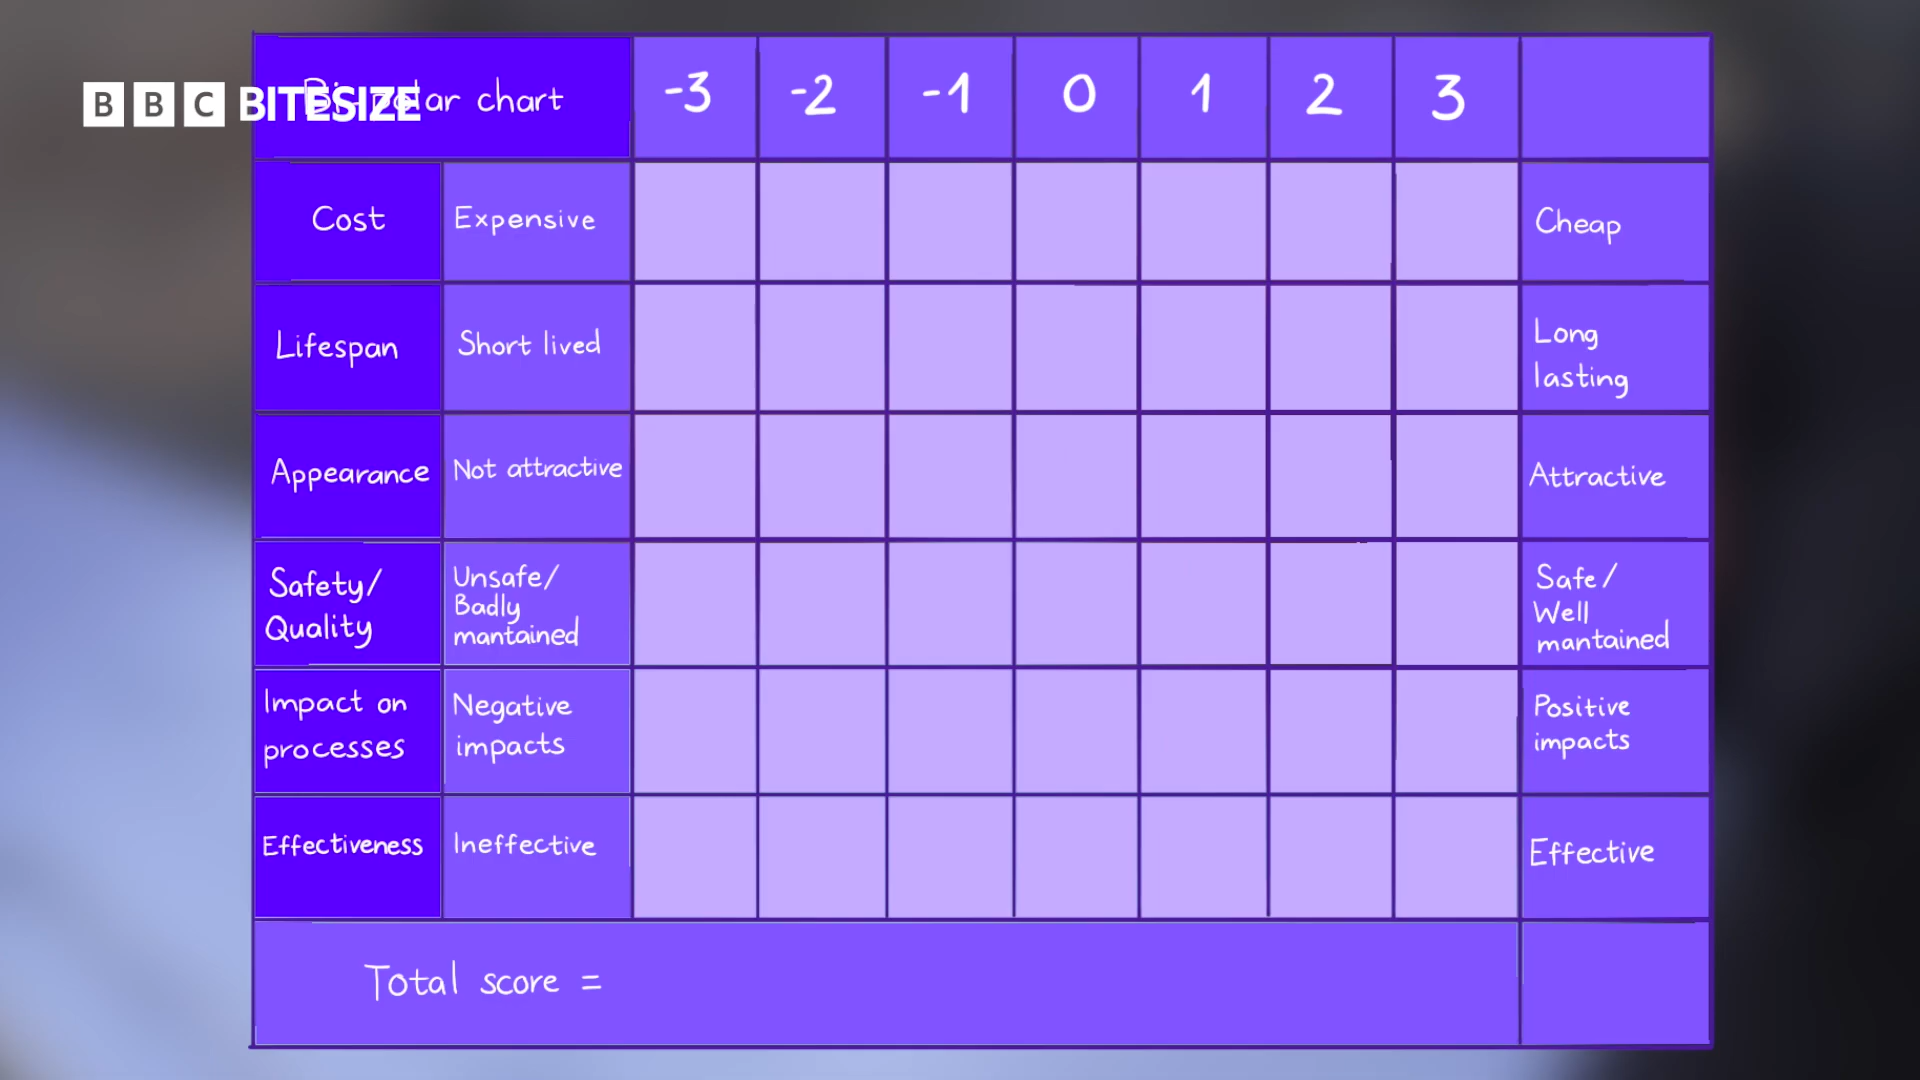 BBC BITESIZE
Bi-polar chart -3 -2 -1 0 1 2 3
Cost Expensive Cheap
Lifespan Short lived Long
lasting
Appearance Not attractive Attractive
Safety/
Quality
Unsafe/
Badly
mantained
Safe/
Well
mantained
Impact on
processes
Negative
impacts
Positive
impacts
Effectiveness Ineffective Effective
Total score =